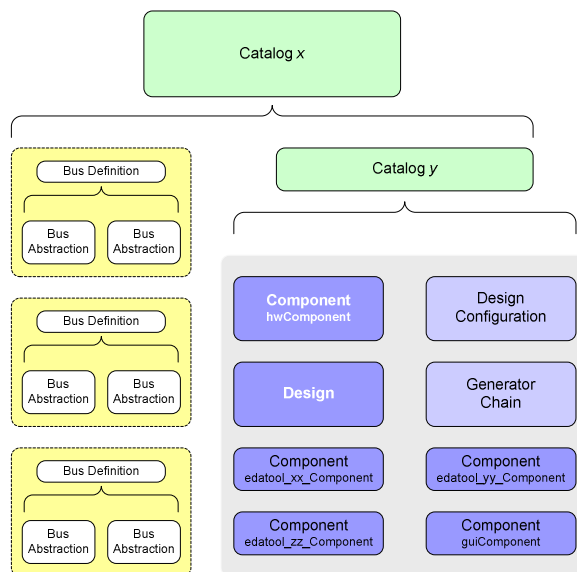 Catalog x
Bus Definition
Bus
Abstraction
Bus
Abstraction
Bus Definition
Bus
Abstraction
Bus
Abstraction
Bus Definition
Bus
Abstraction
Bus
Abstraction
Catalog y
Component
hwComponent
Design
Configuration
Design
Generator
Chain
Component
edatool_xx_Component
Component
edatool_yy_Component
Component
edatool_zz_Component
Component
guiComponent